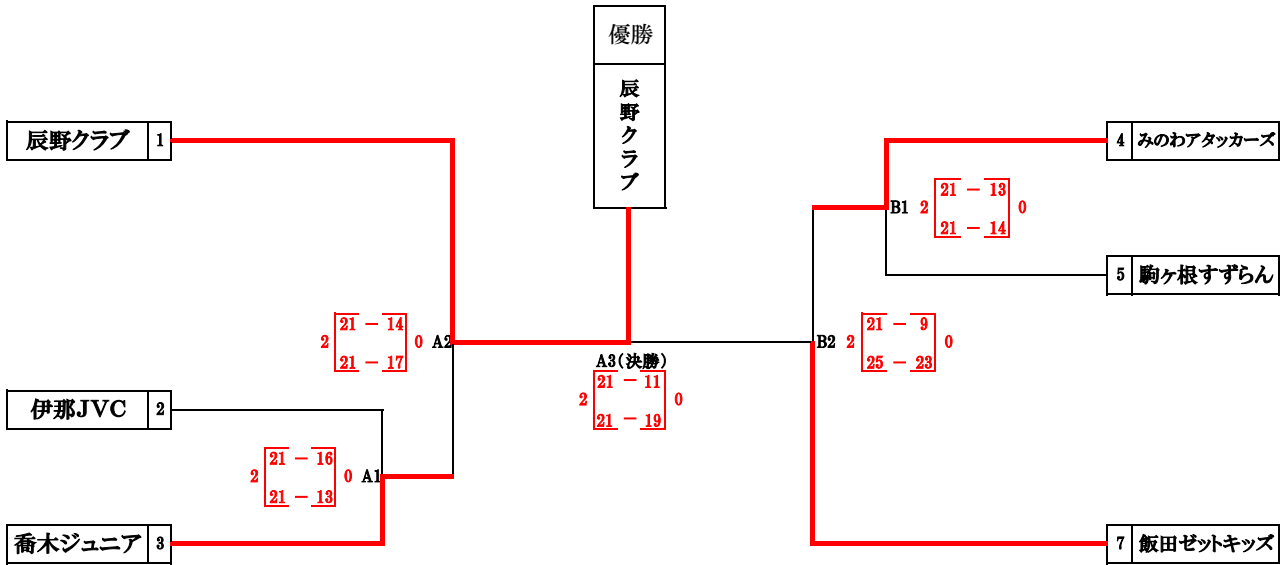 優勝
辰野クラブ
辰野クラブ 1
4 みのわアタッカーズ
B1 2 21 - 13 0
21 - 14
5 駒ヶ根すずらん
2 21 - 14 0 A2
21 - 17
B2 2 21 - 9 0
25 - 23
A3(決勝)
2 21 - 11 0
21 - 19
伊那JVC 2
2 21 - 16 0 A1
21 - 13
喬木ジュニア 3
7 飯田ゼットキッズ